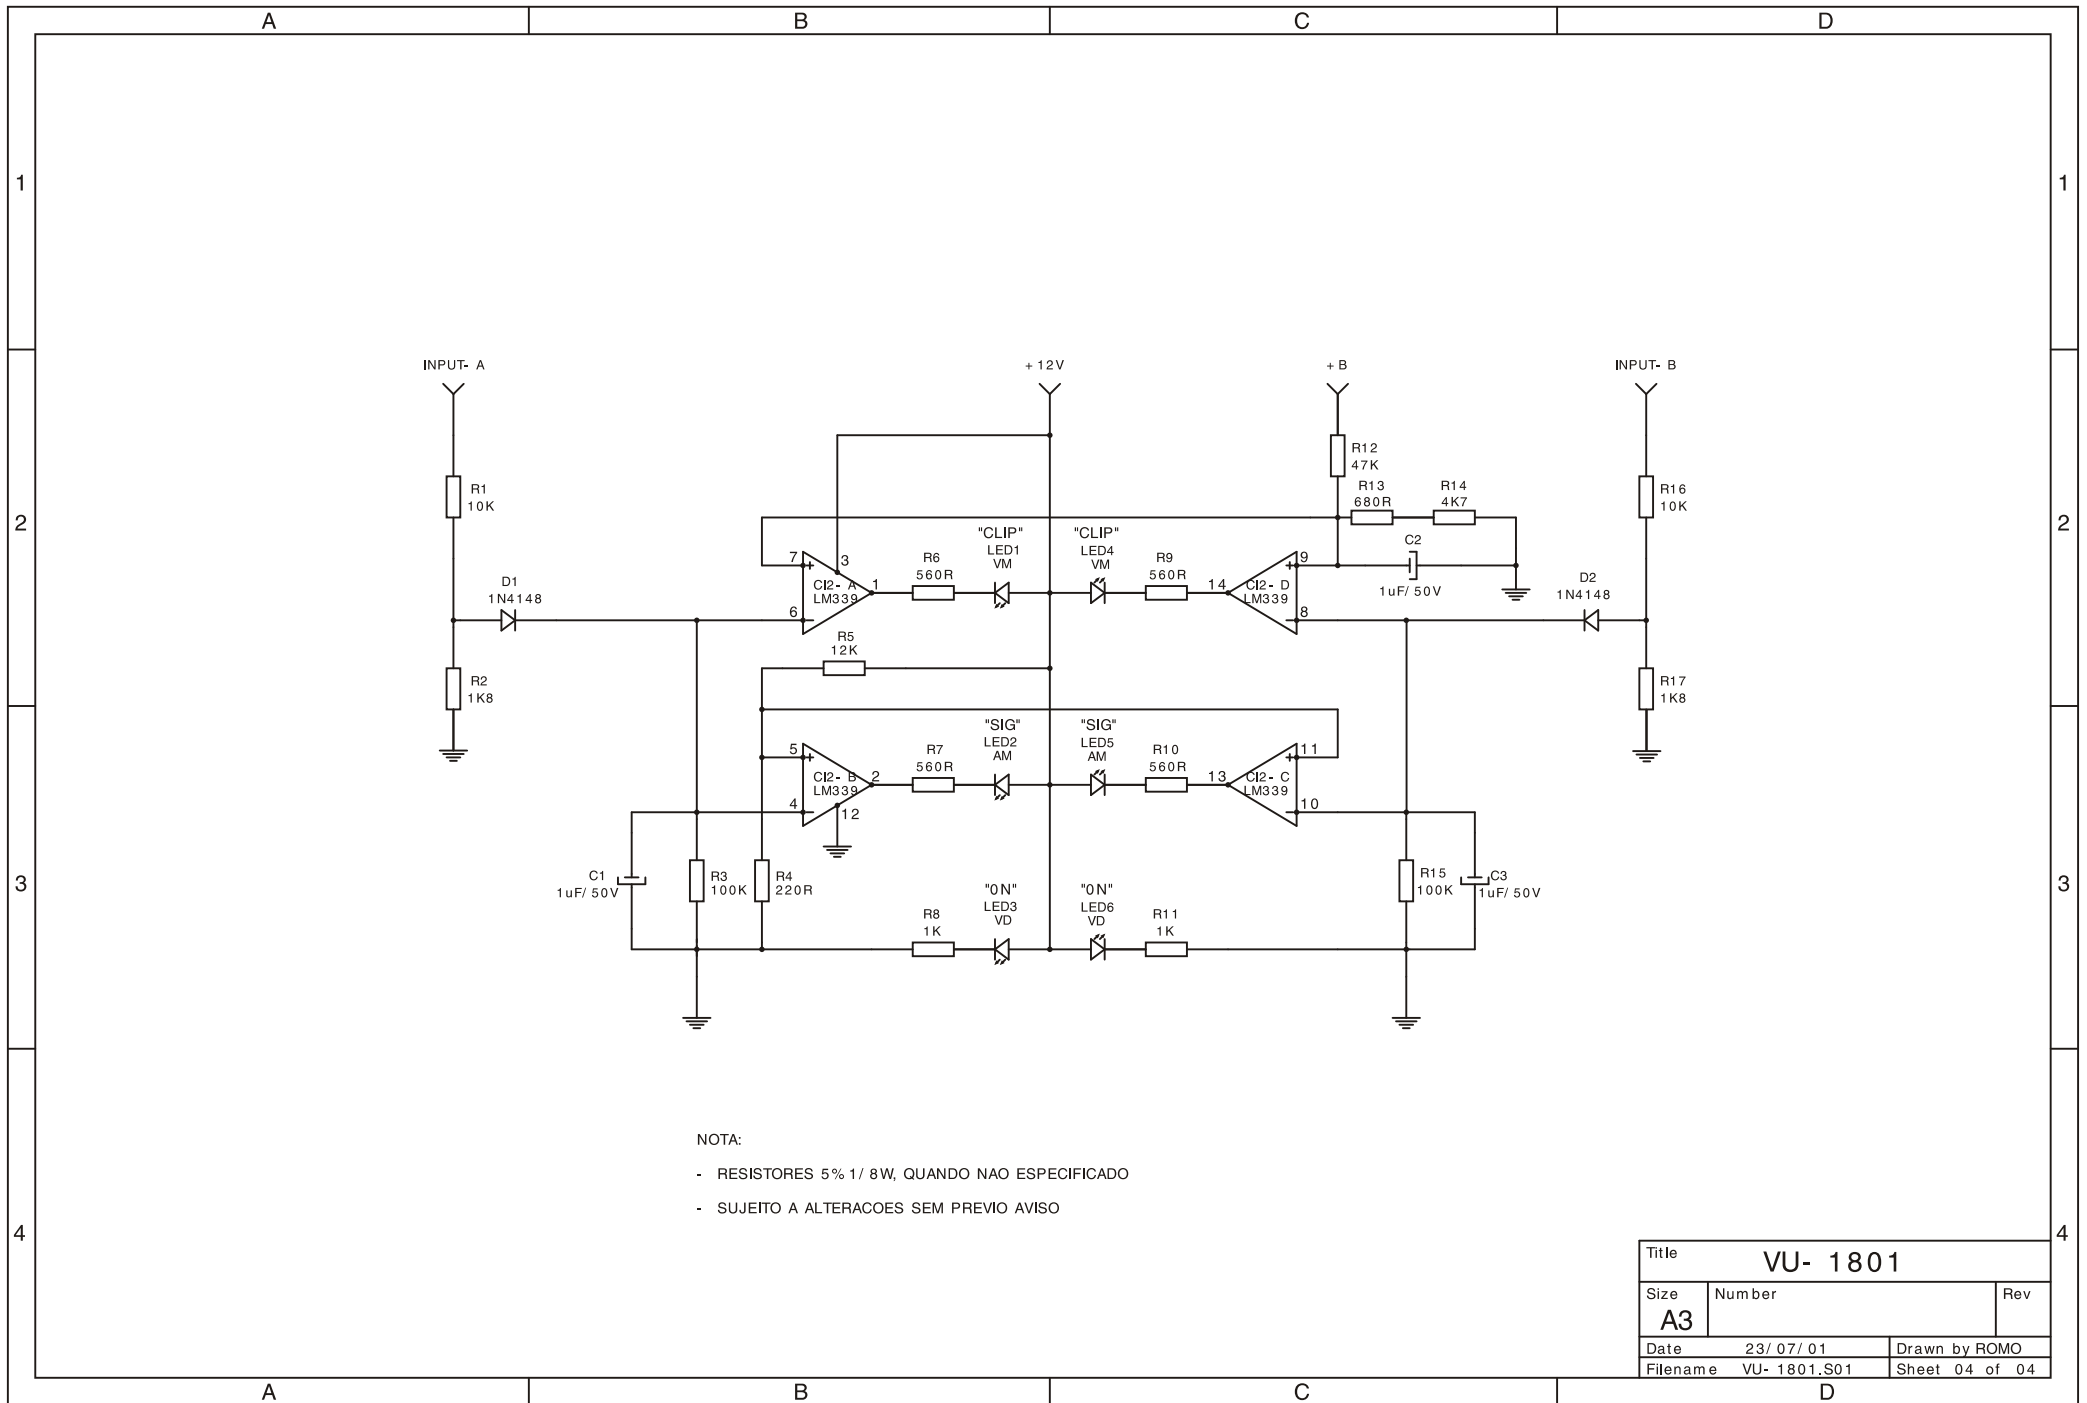 A B C D
1 1
INPUT- A +12V +B INPUT- B
R12
47K
R1
10K
R13
680R
R14
4K7
R16
10K
2 2
"CLIP"
LED1
VM
"CLIP"
LED4
VM
C2
1uF/ 50V
7 3
CI2- A
LM339
1
6
R6
560R
R9
560R
9
14 CI2- D
LM339
8
D1
1N4148
D2
1N4148
R5
12K
R2
1K8
R17
1K8
"SIG"
LED2
AM
"SIG"
LED5
AM
5
CI2- B
LM339
2
4
12
R7
560R
R10
560R
11
13 CI2- C
LM339
10
3 3
C1
1uF/ 50V
R3
100K
R4
220R
R15
100K
C3
1uF/ 50V
"0N"
LED3
VD
"0N"
LED6
VD
R8
1K
R11
1K
NOTA:
- RESISTORES 5% 1/ 8W, QUANDO NAO ESPECIFICADO
- SUJEITO A ALTERACOES SEM PREVIO AVISO
4 4
Title VU- 1801
Size Number Rev
A3
Date 23/ 07/ 01 Drawn by ROMO
Filename VU- 1801.S01 Sheet 04 of 04
A B C D